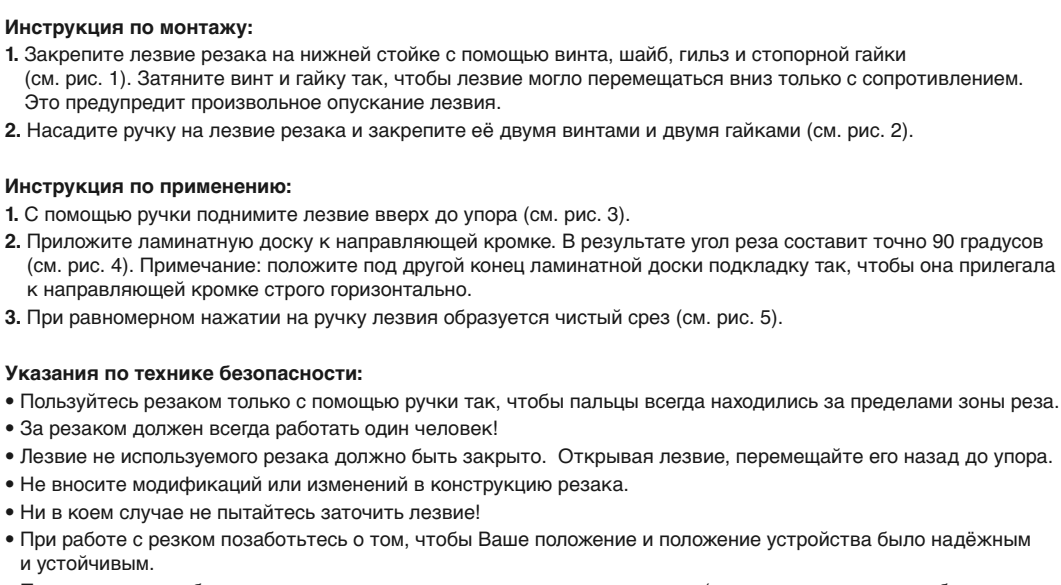 Инструкция по монтажу:
1. Закрепите лезвие резака на нижней стойке с помощью винта, шайб, гильз и стопорной гайки
(см. рис. 1). Затяните винт и гайку так, чтобы лезвие могло перемещаться вниз только с сопротивлением.
Это предупредит произвольное опускание лезвия.
2. Насадите ручку на лезвие резака и закрепите её двумя винтами и двумя гайками (см. рис. 2).
Инструкция по применению:
1. С помощью ручки поднимите лезвие вверх до упора (см. рис. 3).
2. Приложите ламинатную доску к направляющей кромке. В результате угол реза составит точно 90 градусов
(см. рис. 4). Примечание: положите под другой конец ламинатной доски подкладку так, чтобы она прилегала
к направляющей кромке строго горизонтально.
3. При равномерном нажатии на ручку лезвия образуется чистый срез (см. рис. 5).
Указания по технике безопасности:
• Пользуйтесь резаком только с помощью ручки так, чтобы пальцы всегда находились за пределами зоны реза.
• За резаком должен всегда работать один человек!
• Лезвие не используемого резака должно быть закрыто. Открывая лезвие, перемещайте его назад до упора.
• Не вносите модификаций или изменений в конструкцию резака.
• Ни в коем случае не пытайтесь заточить лезвие!
• При работе с резком позаботьтесь о том, чтобы Ваше положение и положение устройства было надёжным
и устойчивым.